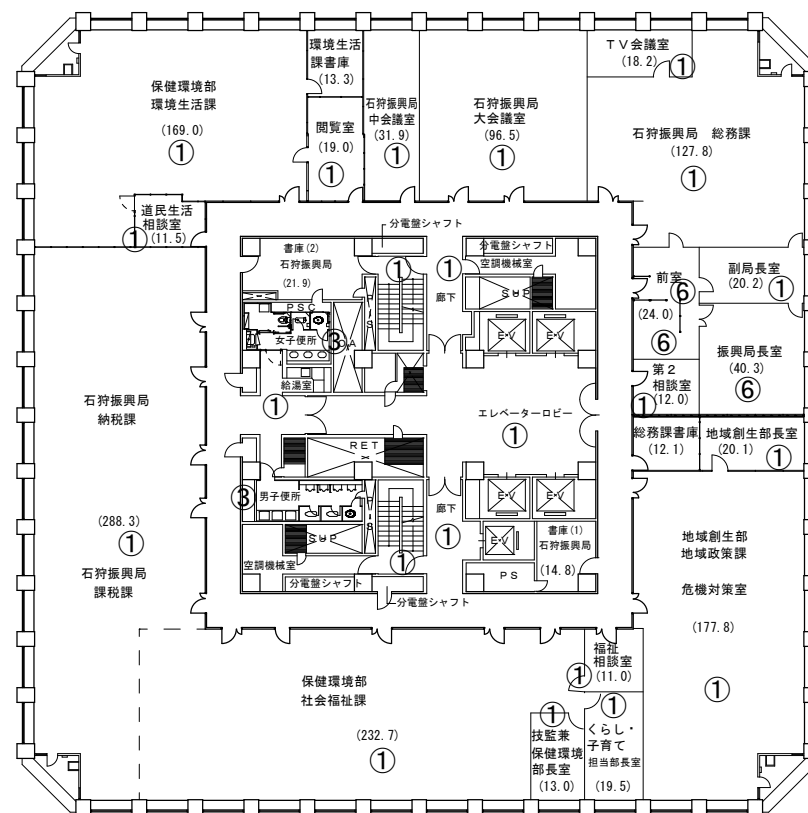 環境生活
課書庫
(13.3)
TV会議室
(18.2)
①
保健環境部
環境生活課
(169.0)
①
石狩振興局
中会議室
(31.9)
①
石狩振興局
大会議室
(96.5)
①
石狩振興局 総務課
(127.8)
①
閲覧室
(19.0)
①
道民生活
相談室
(11.5)
①
分電盤シャフト
書庫(2)
石狩振興局
(21.9)
①
①
廊下
分電盤シャフト
空調機械室
SUP
前室
⑥
(24.0)
⑥
副局長室
(20.2)
①
PSC
女子便所
③
OA
EV
EV
振興局長室
(40.3)
⑥
第2
相談室
(12.0)
①
給湯室
①
エレベーターロビー
①
石狩振興局
納税課
(288.3)
①
石狩振興局
課税課
RET
総務課書庫
(12.1)
地域創生部長室
(20.1)
①
男子便所
③
SUP
空調機械室
分電盤シャフト
①
分電盤シャフト
廊下
①
EV
EV
EV
PS
書庫(1)
石狩振興局
(14.8)
地域創生部
地域政策課
危機対策室
(177.8)
①
保健環境部
社会福祉課
(232.7)
①
福祉
相談室
(11.0)
①
①
技監兼
保健環境
部長室
(13.0)
①
くらし・
子育て
担当部長室
(19.5)